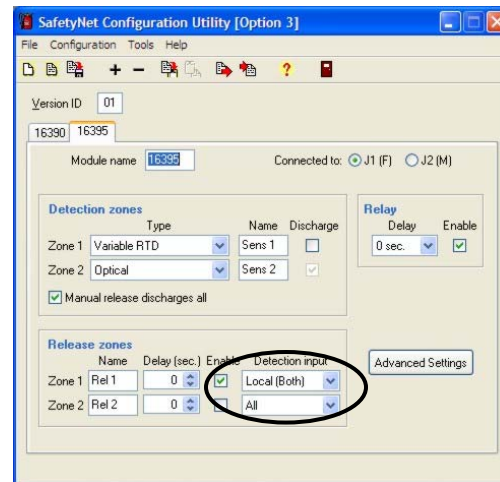 SafetyNet Configuration Utility [Option 3]
File Configuration Tools Help
Version ID 01
16390 16395
Module name 16395 Connected to: J1 (F) J2 (M)
Detection zones Relay
Type Name Discharge Delay Enable
Zone 1 Variable RTD Sens 1 0 sec.
Zone 2 Optical Sens 2
Manual release discharges all
Release zones
Name Delay (sec.) Enable Detection input
Zone 1 Rel 1 0 Local (Both) Advanced Settings
Zone 2 Rel 2 0 All